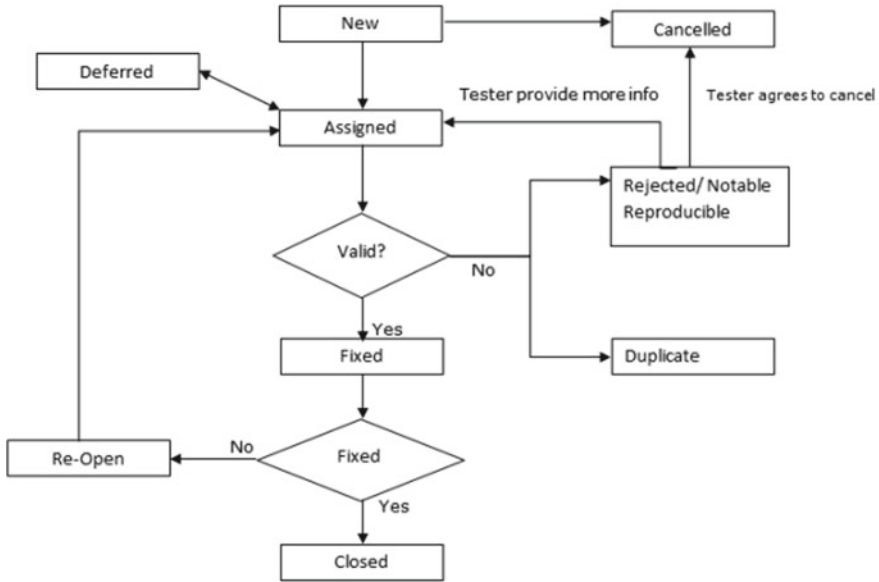 New
Cancelled
Deferred
Tester provide more info
Tester agrees to cancel
Assigned
Rejected/ Notable
Reproducible
Valid?
No
Yes
Fixed
Duplicate
No
Re-Open
Fixed
Yes
Closed